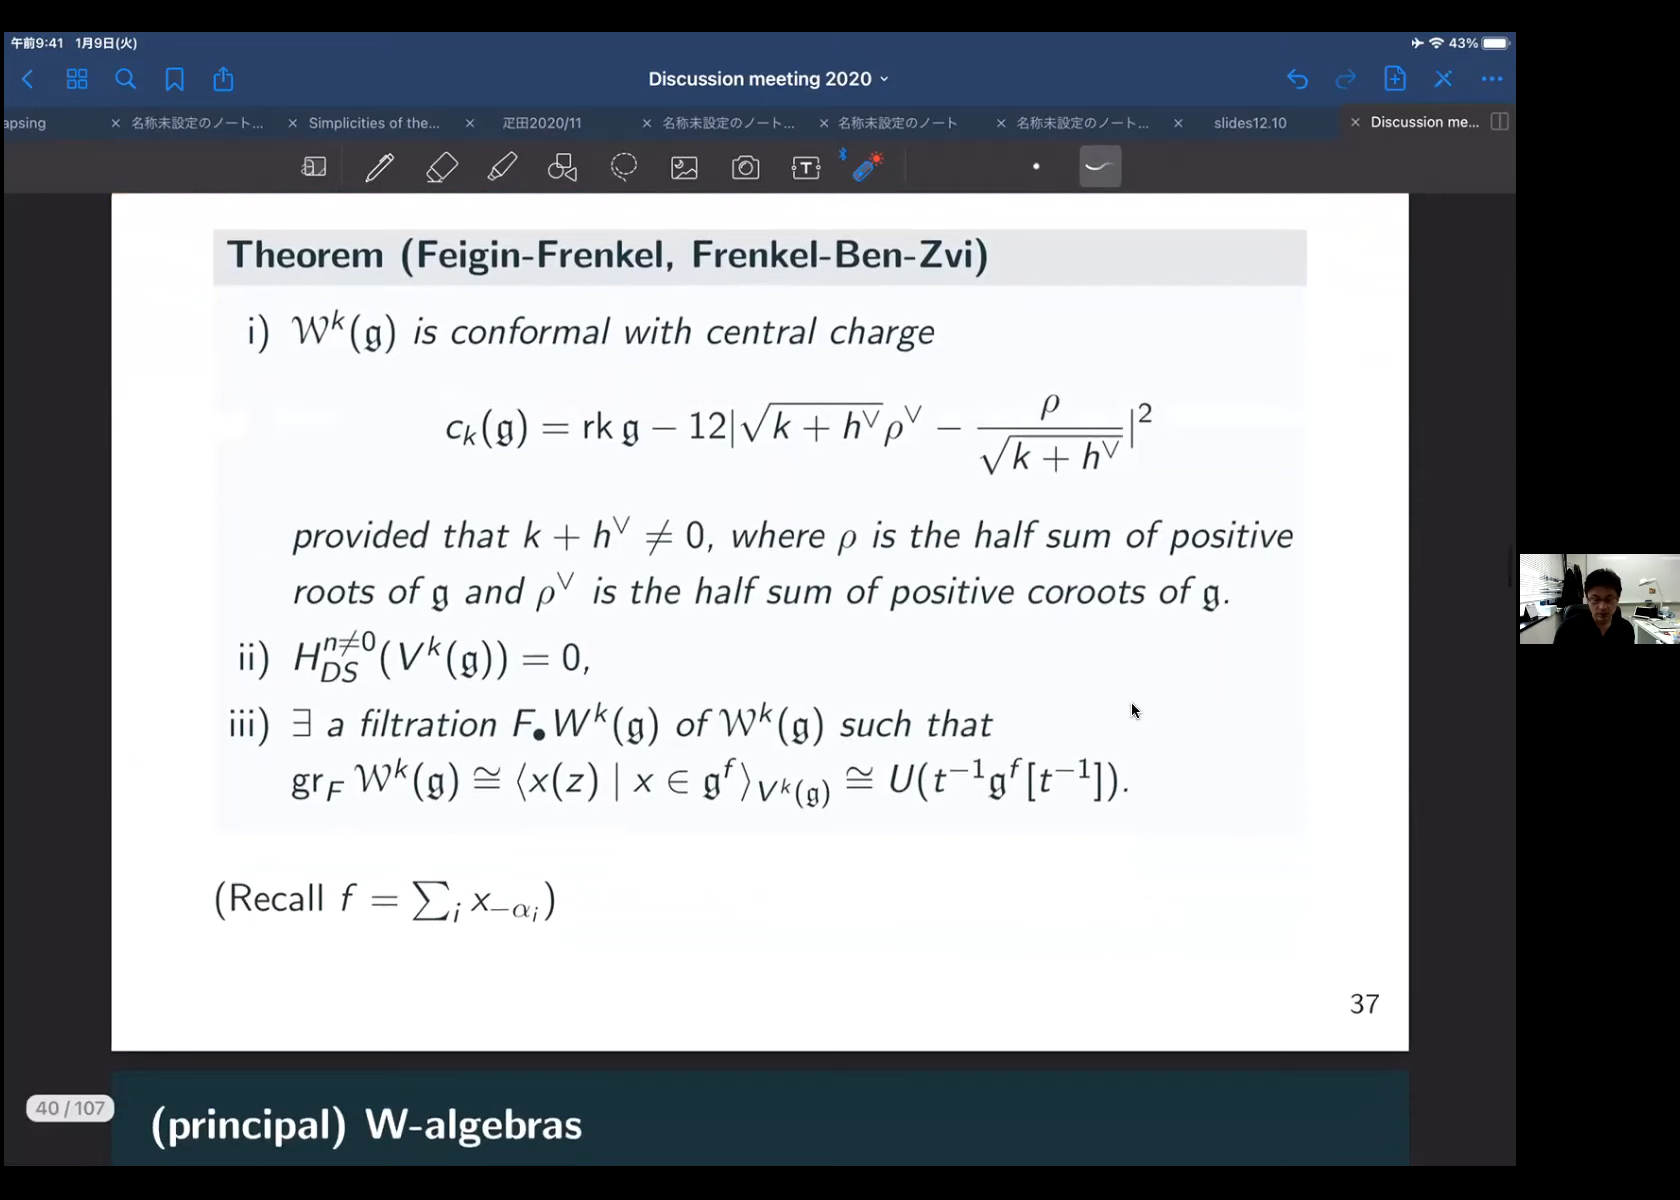 午前9:41 1月9日(火)
43%
Discussion meeting 2020
apsing
名称未設定のノート...
Simplicities of the...
疋田2020/11
名称未設定のノート...
名称未設定のノート
名称未設定のノート...
slides12.10
Discussion me...
Theorem (Feigin-Frenkel, Frenkel-Ben-Zvi)
i) 𝒲ᵏ(𝔤) is conformal with central charge
c_k(𝔤) = rk 𝔤 − 12|√(k + h^∨) ρ^∨ − ρ/√(k + h^∨)|²
provided that k + h^∨ ≠ 0, where ρ is the half sum of positive
roots of 𝔤 and ρ^∨ is the half sum of positive coroots of 𝔤.
ii) H_{DS}^{n≠0}(V^k(𝔤)) = 0,
iii) ∃ a filtration F_• W^k(𝔤) of 𝒲^k(𝔤) such that
gr_F 𝒲^k(𝔤) ≅ ⟨x(z) | x ∈ 𝔤^f⟩_{V^k(𝔤)} ≅ U(t^{−1}𝔤^f[t^{−1}]).
(Recall f = ∑_i x_{−α_i})
37
40 / 107
(principal) W-algebras